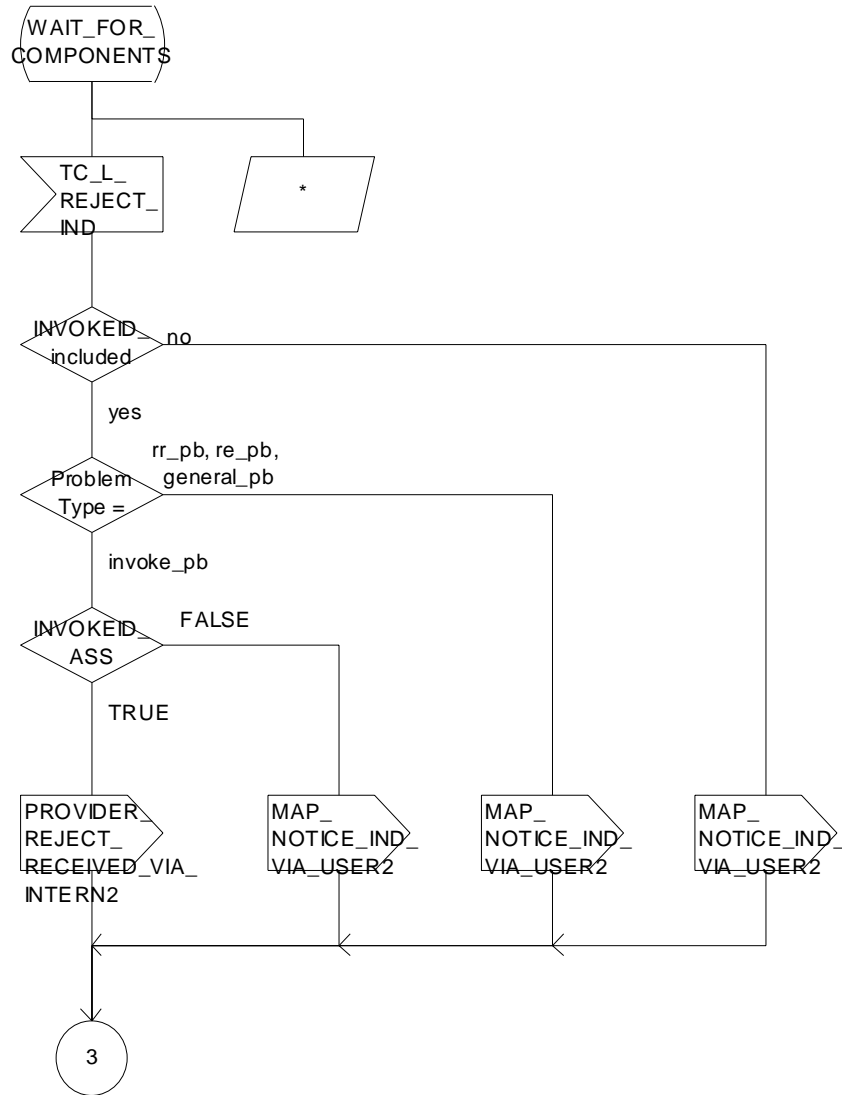 WAIT_FOR_
COMPONENTS
TC_L_
REJECT_
IND
*
INVOKEID_
included
no
yes
rr_pb, re_pb,
general_pb
Problem
Type =
invoke_pb
INVOKEID_
ASS
FALSE
TRUE
PROVIDER_
REJECT_
RECEIVED_VIA_
INTERN2
MAP_
NOTICE_IND_
VIA_USER2
MAP_
NOTICE_IND_
VIA_USER2
MAP_
NOTICE_IND_
VIA_USER2
3